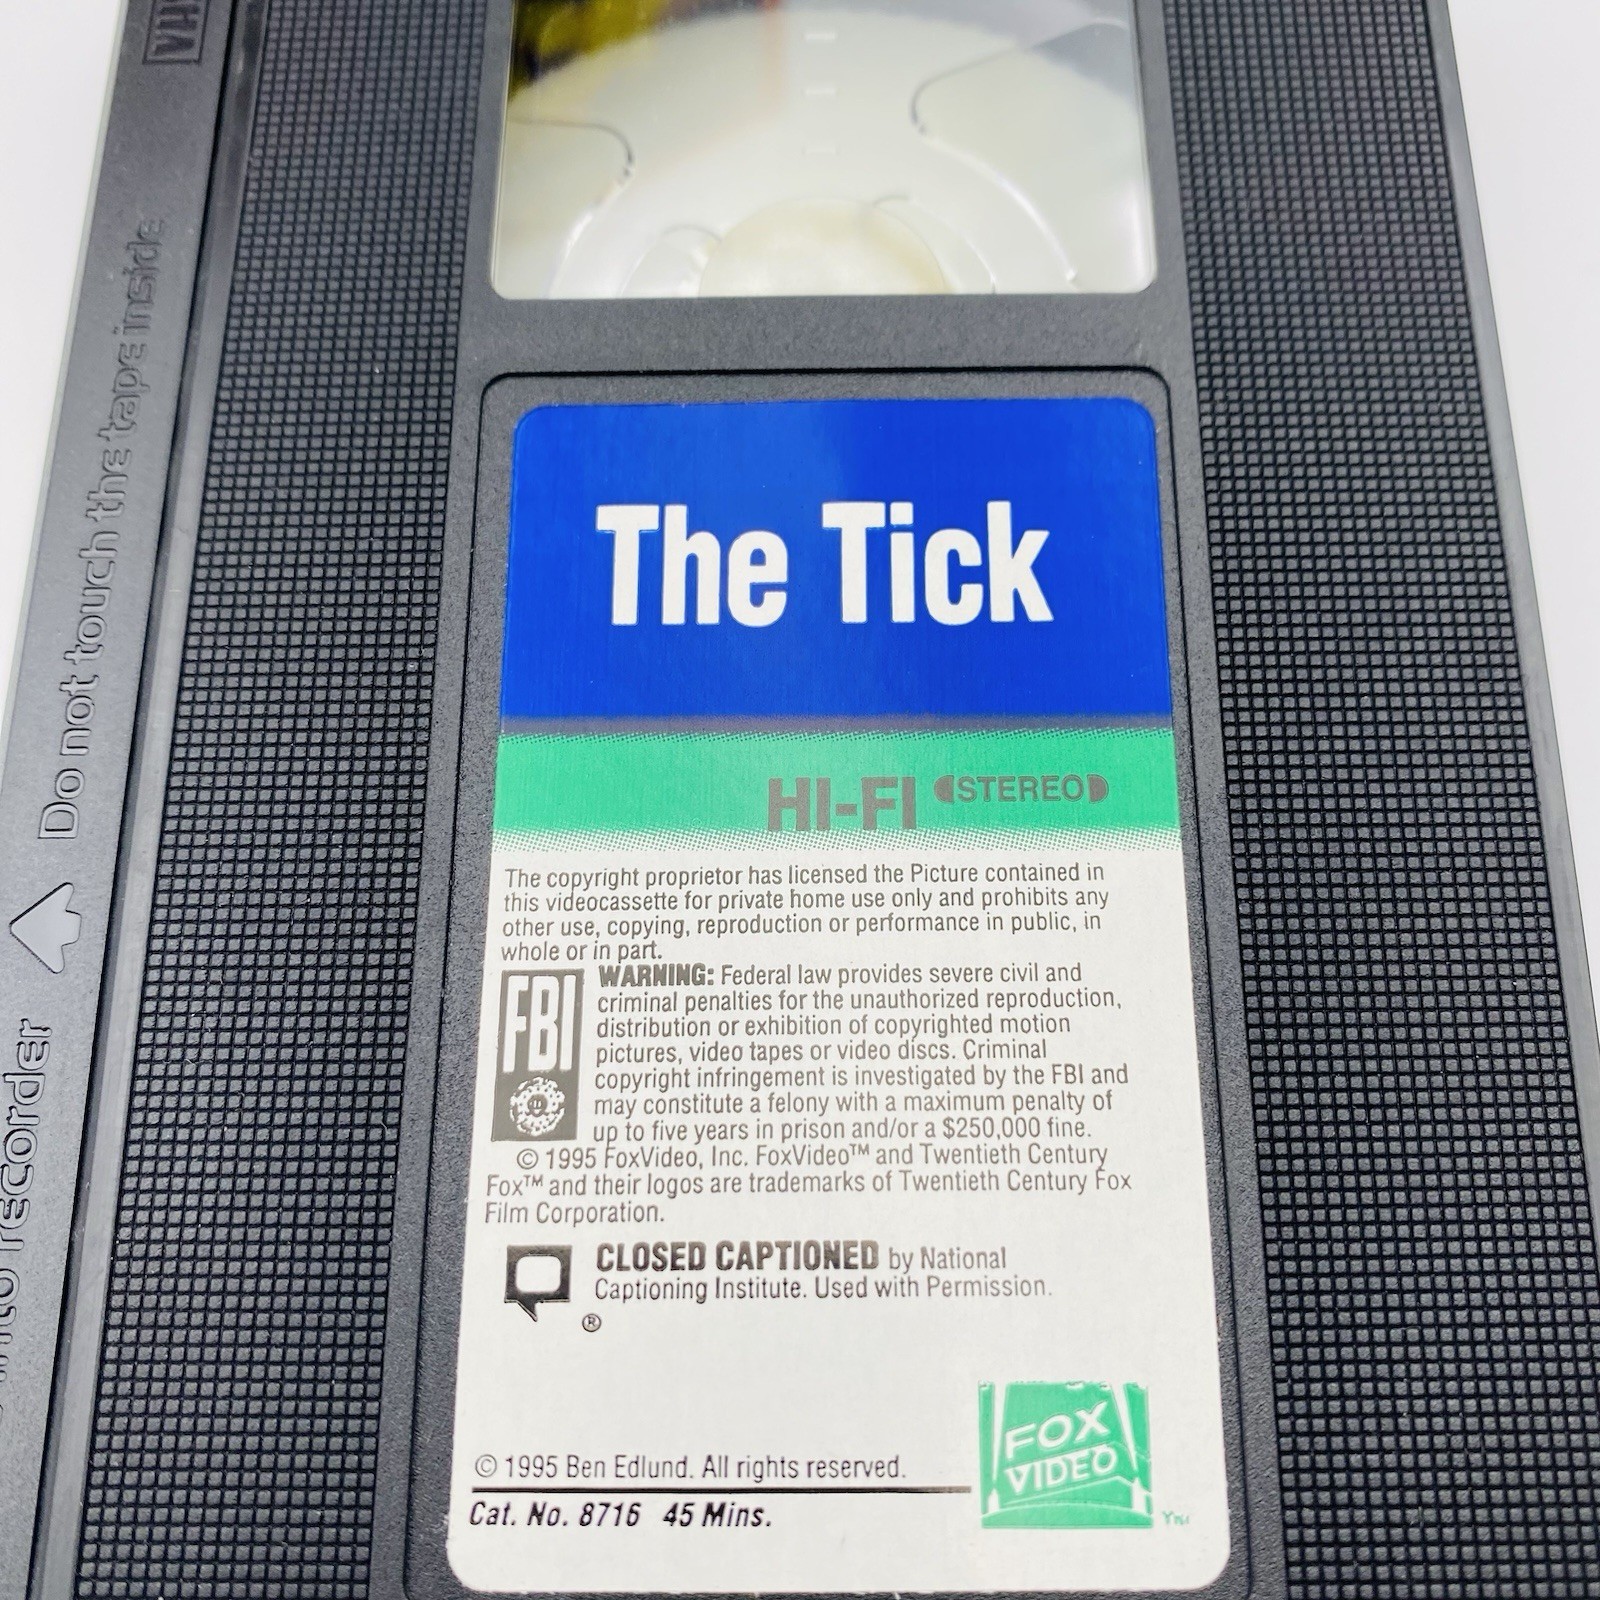 VHS
Do not touch the tape inside
into recorder
The Tick
HI-FI STEREO
The copyright proprietor has licensed the Picture contained in
this videocassette for private home use only and prohibits any
other use, copying, reproduction or performance in public, in
whole or in part.
FBI
WARNING: Federal law provides severe civil and
criminal penalties for the unauthorized reproduction,
distribution or exhibition of copyrighted motion
pictures, video tapes or video discs. Criminal
copyright infringement is investigated by the FBI and
may constitute a felony with a maximum penalty of
up to five years in prison and/or a $250,000 fine.
© 1995 FoxVideo, Inc. FoxVideo™ and Twentieth Century
Fox™ and their logos are trademarks of Twentieth Century Fox
Film Corporation.
CLOSED CAPTIONED by National
Captioning Institute. Used with Permission.
®
FOX
VIDEO
© 1995 Ben Edlund. All rights reserved.
Cat. No. 8716 45 Mins.